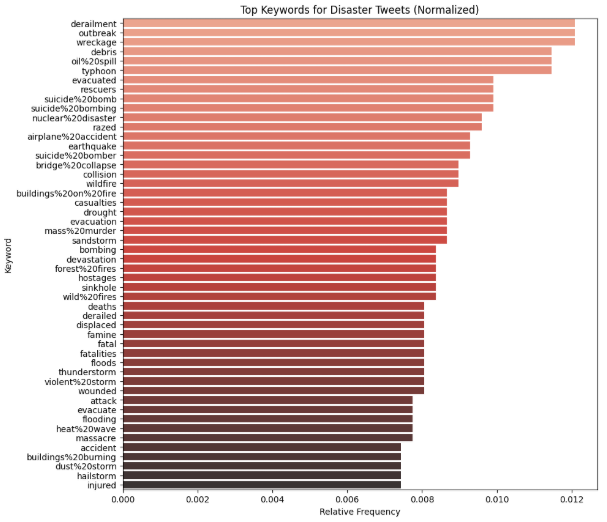 Top Keywords for Disaster Tweets (Normalized)
derailment
outbreak
wreckage
debris
oil%20spill
typhoon
evacuated
rescuers
suicide%20bomb
suicide%20bombing
nuclear%20disaster
razed
airplane%20accident
earthquake
suicide%20bomber
bridge%20collapse
collision
wildfire
buildings%20on%20fire
casualties
drought
evacuation
mass%20murder
sandstorm
bombing
devastation
forest%20fires
hostages
sinkhole
wild%20fires
deaths
derailed
displaced
famine
fatal
fatalities
floods
thunderstorm
violent%20storm
wounded
attack
evacuate
flooding
heat%20wave
massacre
accident
buildings%20burning
dust%20storm
hailstorm
injured
Keyword
0.000 0.002 0.004 0.006 0.008 0.010 0.012
Relative Frequency